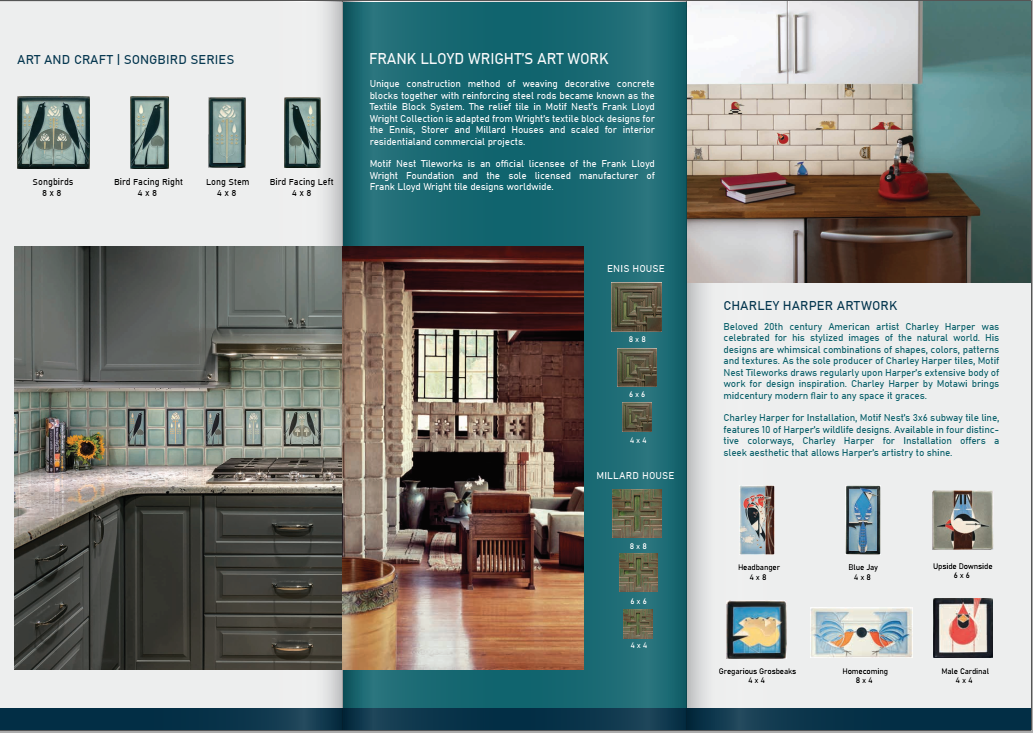 ART AND CRAFT | SONGBIRD SERIES
Songbirds
8 x 8
Bird Facing Right
4 x 8
Long Stem
4 x 8
Bird Facing Left
4 x 8
FRANK LLOYD WRIGHT'S ART WORK
Unique construction method of weaving decorative concrete
blocks together with reinforcing steel rods became known as the
Textile Block System. The relief tile in Motif Nest's Frank Lloyd
Wright Collection is adapted from Wright's textile block designs for
the Ennis, Storer and Millard Houses and scaled for interior
residentialand commercial projects.
Motif Nest Tileworks is an official licensee of the Frank Lloyd
Wright Foundation and the sole licensed manufacturer of
Frank Lloyd Wright tile designs worldwide.
ENIS HOUSE
8 x 8
6 x 6
4 x 4
MILLARD HOUSE
8 x 8
6 x 6
4 x 4
CHARLEY HARPER ARTWORK
Beloved 20th century American artist Charley Harper was
celebrated for his stylized images of the natural world. His
designs are whimsical combinations of shapes, colors, patterns
and textures. As the sole producer of Charley Harper tiles, Motif
Nest Tileworks draws regularly upon Harper's extensive body of
work for design inspiration. Charley Harper by Motawi brings
midcentury modern flair to any space it graces.
Charley Harper for Installation, Motif Nest's 3x6 subway tile line,
features 10 of Harper's wildlife designs. Available in four distinc-
tive colorways, Charley Harper for Installation offers a
sleek aesthetic that allows Harper's artistry to shine.
Headbanger
4 x 8
Blue Jay
4 x 8
Upside Downside
6 x 6
Gregarious Grosbeaks
4 x 4
Homecoming
8 x 4
Male Cardinal
4 x 4